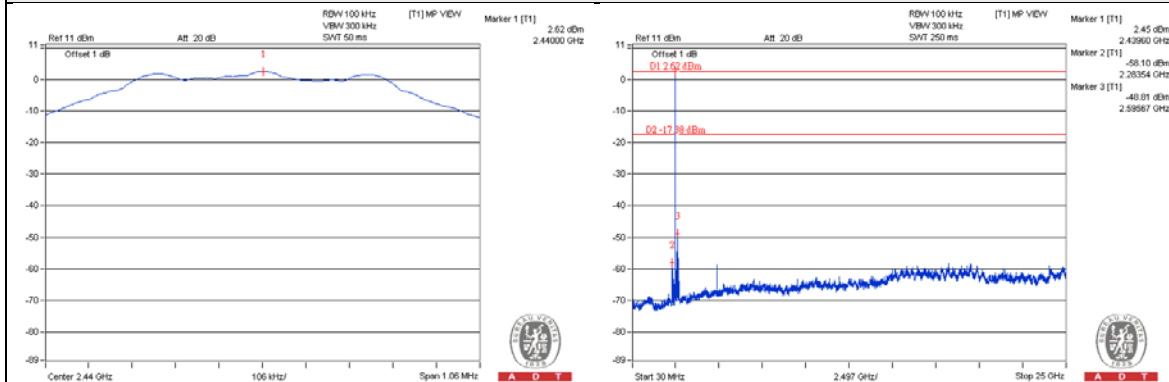 RBW 100 kHz
[T1] MP VIEW
VBW 300 kHz
Ref 11 dBm
Att 20 dB
SWT 50 ms
Marker 1 [T1]
2.62 dBm
2.44000 GHz
11
Offset 1 dB
1
0
-10
-20
-30
-40
-50
-60
-70
-80
-89
Center 2.44 GHz
106 kHz/
Span 1.06 MHz
BUREAU VERITAS
1828
A D T
RBW 100 kHz
[T1] MP VIEW
VBW 300 kHz
Ref 11 dBm
Att 20 dB
SWT 250 ms
Marker 1 [T1]
2.45 dBm
2.43960 GHz
Marker 2 [T1]
-58.10 dBm
2.28354 GHz
Marker 3 [T1]
-48.81 dBm
2.59567 GHz
11
Offset 1 dB
D1 2.62 dBm
0
-10
D2 -17.38 dBm
-20
-30
-40
3
-50
2
-60
-70
-80
-89
Start 30 MHz
2.497 GHz/
Stop 25 GHz
BUREAU VERITAS
1828
A D T